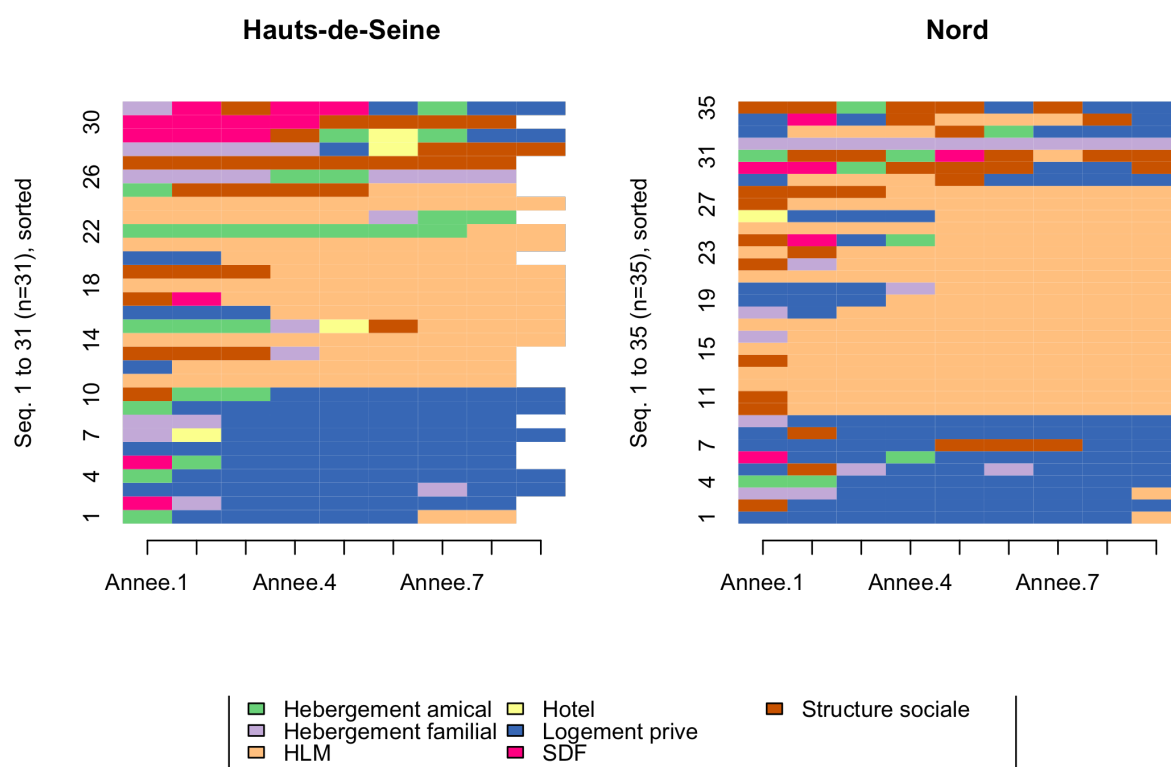 Hauts-de-Seine
Nord
Seq. 1 to 31 (n=31), sorted
30
26
22
18
14
10
7
4
1
Annee.1 Annee.4 Annee.7
Seq. 1 to 35 (n=35), sorted
35
31
27
23
19
15
11
7
4
1
Annee.1 Annee.4 Annee.7
Hebergement amical Hotel Structure sociale
Hebergement familial Logement prive
HLM SDF